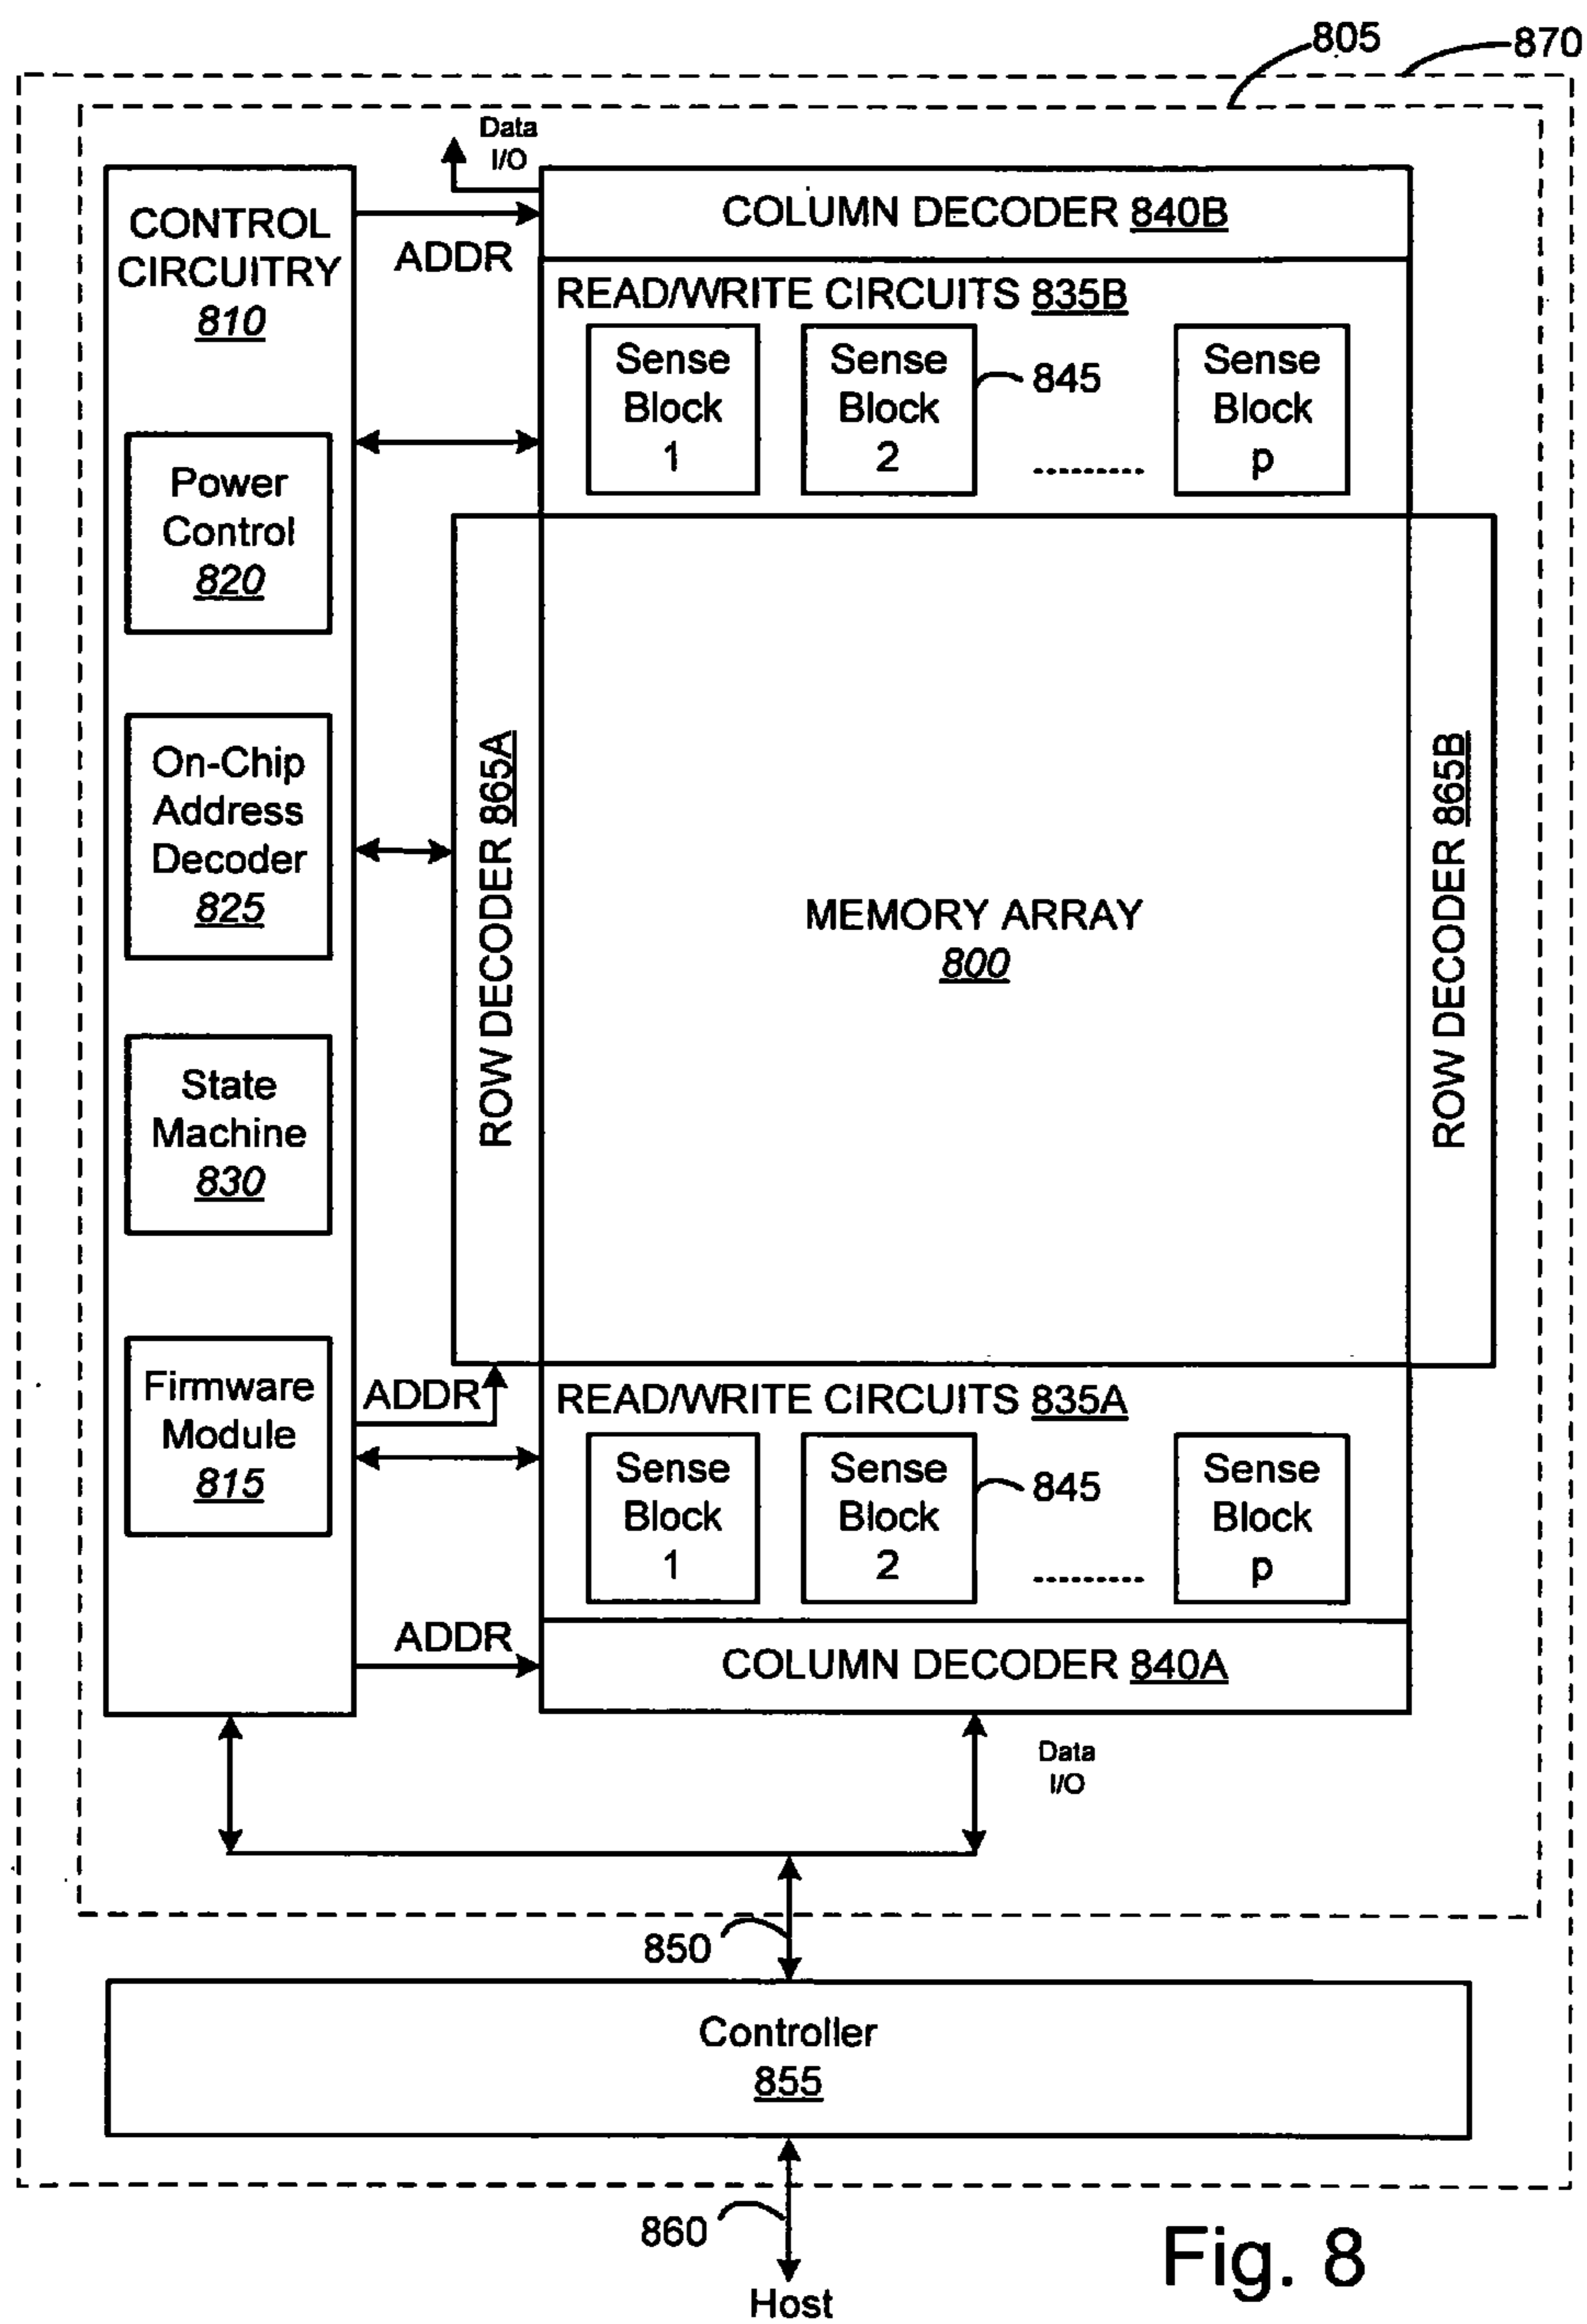 805
870
Data
I/O
CONTROL
CIRCUITRY
810
ADDR
COLUMN DECODER 840B
READ/WRITE CIRCUITS 835B
Sense
Block
1
Sense
Block
2
845
..........
Sense
Block
p
Power
Control
820
On-Chip
Address
Decoder
825
State
Machine
830
Firmware
Module
815
ROW DECODER 865A
MEMORY ARRAY
800
ROW DECODER 865B
ADDR
READ/WRITE CIRCUITS 835A
Sense
Block
1
Sense
Block
2
845
..........
Sense
Block
p
ADDR
COLUMN DECODER 840A
Data
I/O
850
Controller
855
860
Host
Fig. 8